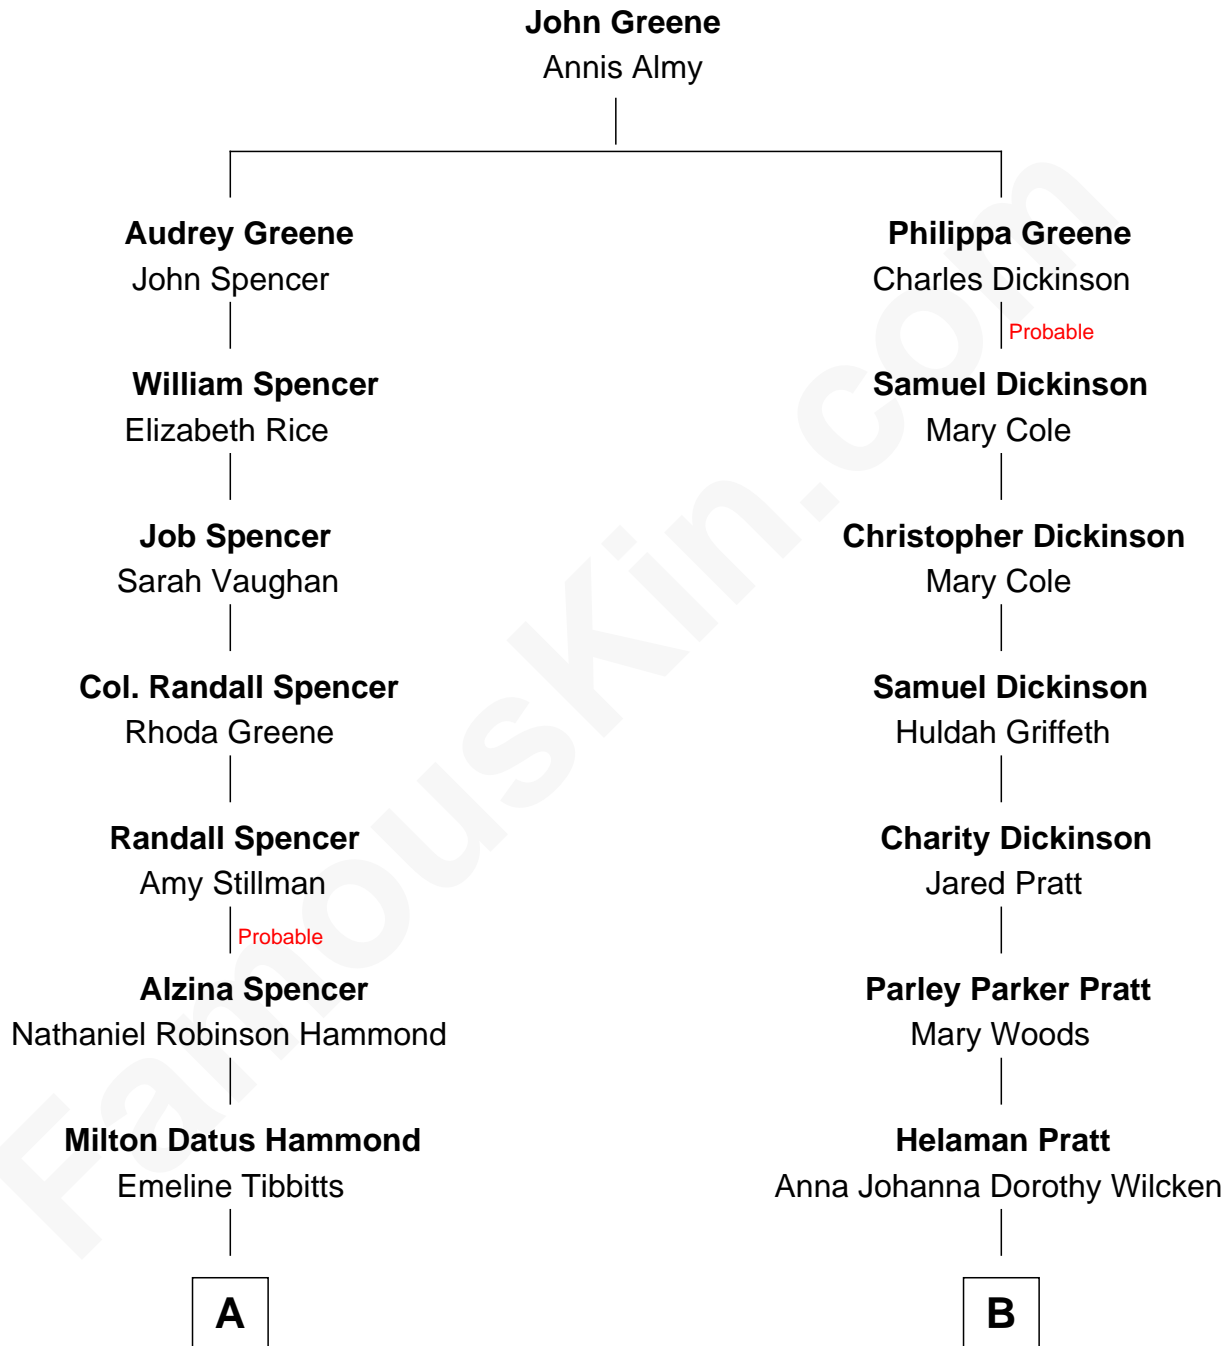 John Greene
Annis Almy
Audrey Greene
John Spencer
Philippa Greene
Charles Dickinson
Probable
William Spencer
Elizabeth Rice
Samuel Dickinson
Mary Cole
Job Spencer
Sarah Vaughan
Christopher Dickinson
Mary Cole
Col. Randall Spencer
Rhoda Greene
Samuel Dickinson
Huldah Griffeth
Randall Spencer
Amy Stillman
Probable
Charity Dickinson
Jared Pratt
Alzina Spencer
Nathaniel Robinson Hammond
Parley Parker Pratt
Mary Woods
Milton Datus Hammond
Emeline Tibbitts
Helaman Pratt
Anna Johanna Dorothy Wilcken
A
B
FamousKin.com